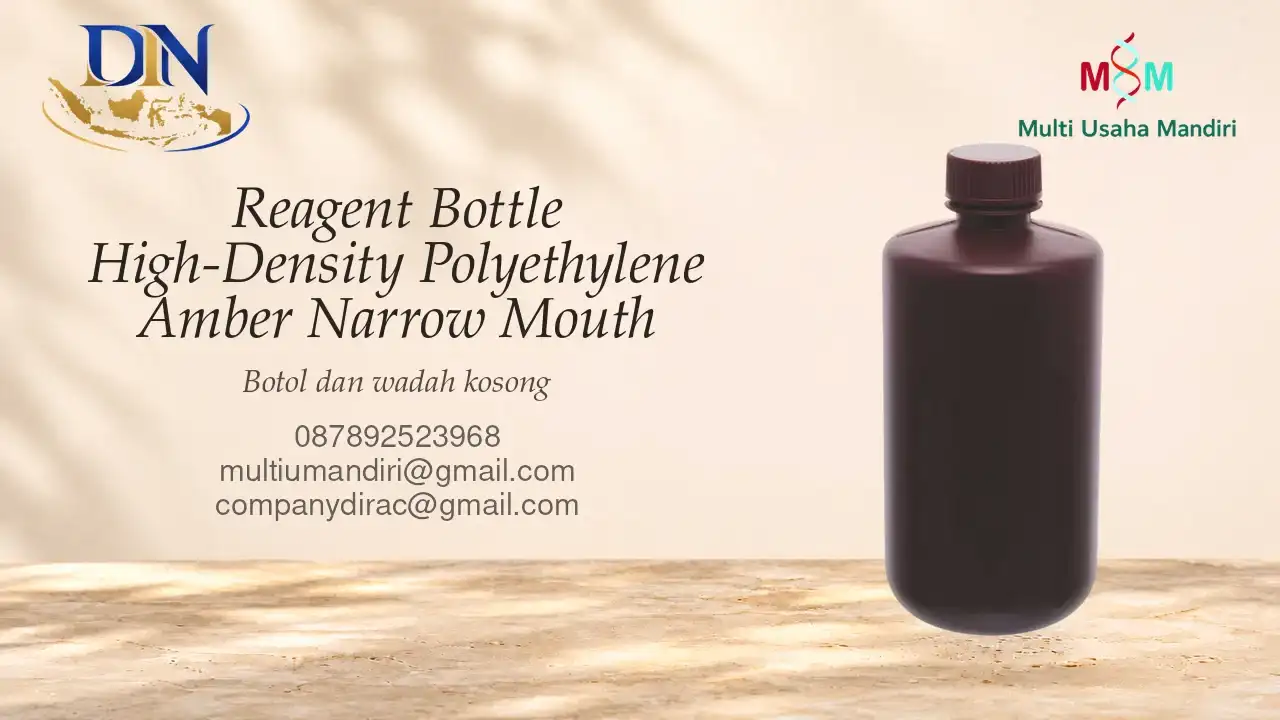 DN
M M
Multi Usaha Mandiri
Reagent Bottle
High-Density Polyethylene
Amber Narrow Mouth
Botol dan wadah kosong
087892523968
multiumandiri@gmail.com
companydirac@gmail.com